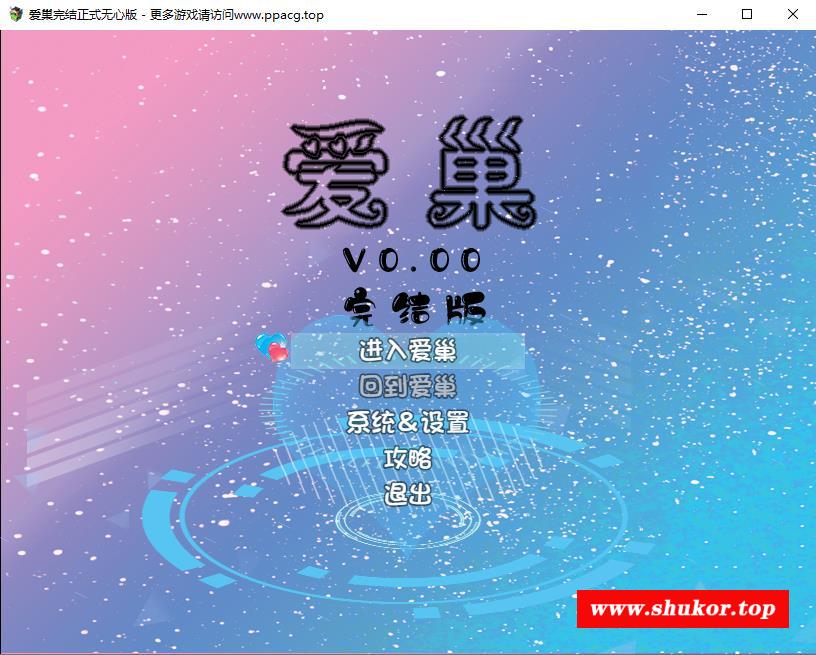 爱巢完结正式无心版 - 更多游戏请访问www.ppacg.top
爱巢
V0.00
完结版
进入爱巢
回到爱巢
系统&设置
攻略
退出
www.shukor.top